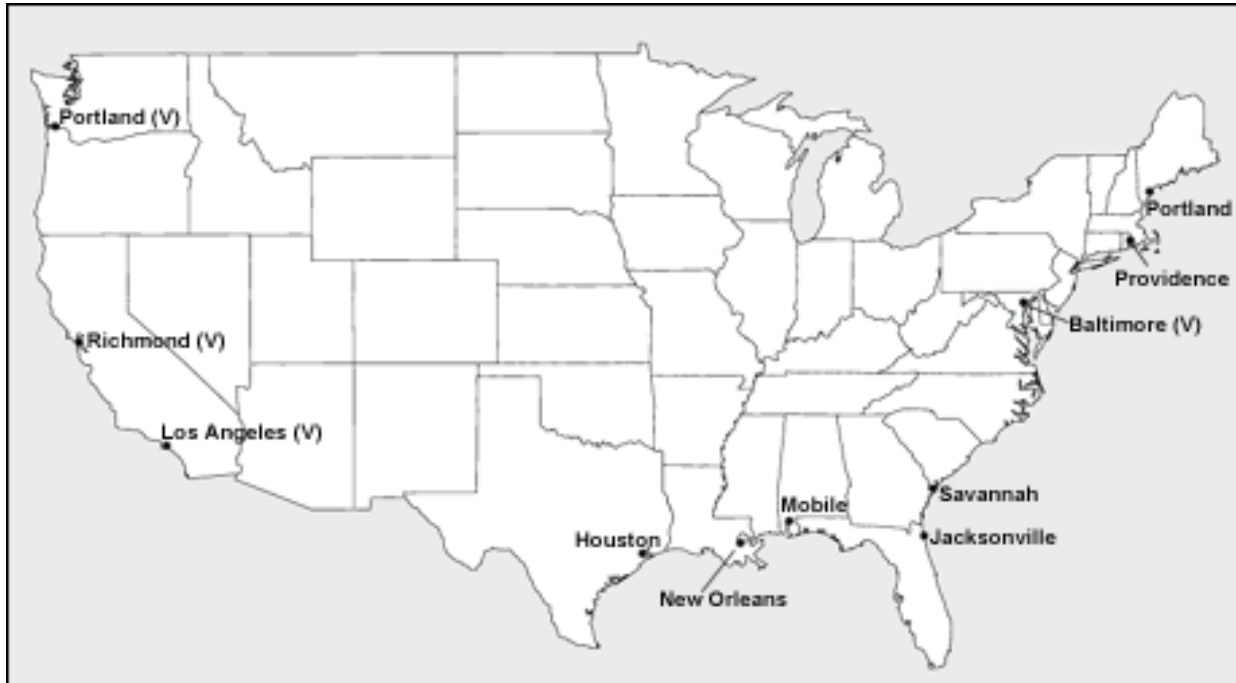 Portland (V)
Portland
Providence
Baltimore (V)
Richmond (V)
Los Angeles (V)
Savannah
Mobile
Jacksonville
Houston
New Orleans